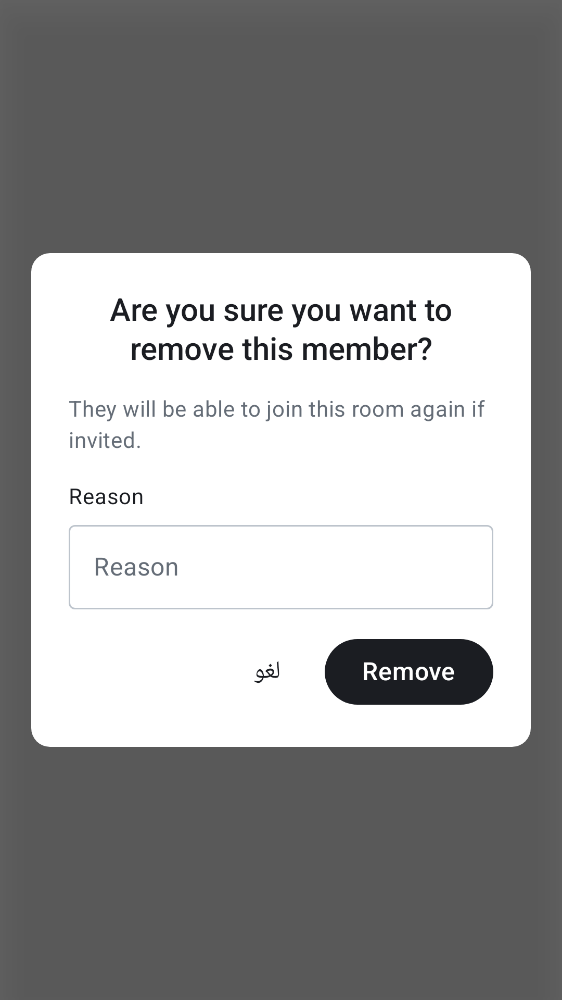 Are you sure you want to
remove this member?
They will be able to join this room again if
invited.
Reason
Reason
لغو
Remove